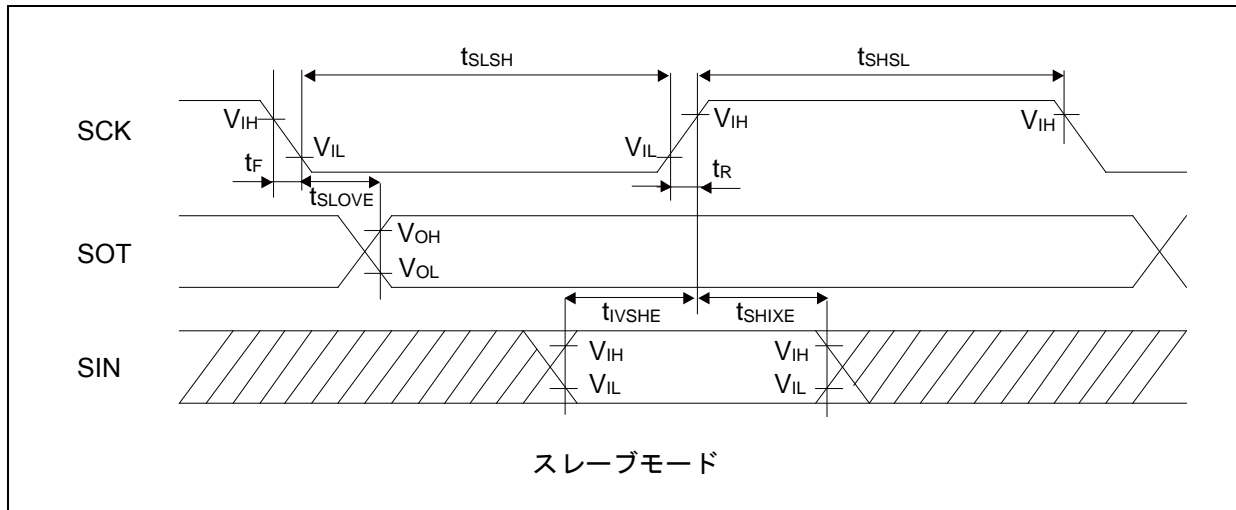 tSLSH
tSHSL
SCK
VIH
VIL
VIL
VIH
VIH
tF
tSLOVE
tR
SOT
VOH
VOL
tIVSHE
tSHIXE
SIN
VIH
VIL
VIH
VIL
スレーブモード